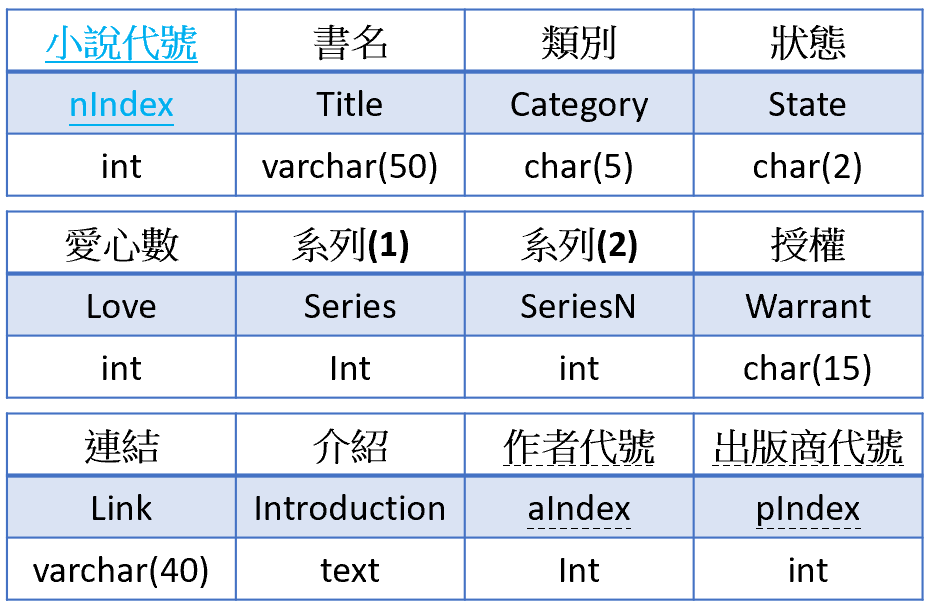 小說代號 書名 類別 狀態
nIndex Title Category State
int varchar(50) char(5) char(2)
愛心數 系列(1) 系列(2) 授權
Love Series SeriesN Warrant
int Int int char(15)
連結 介紹 作者代號 出版商代號
Link Introduction aIndex pIndex
varchar(40) text Int int